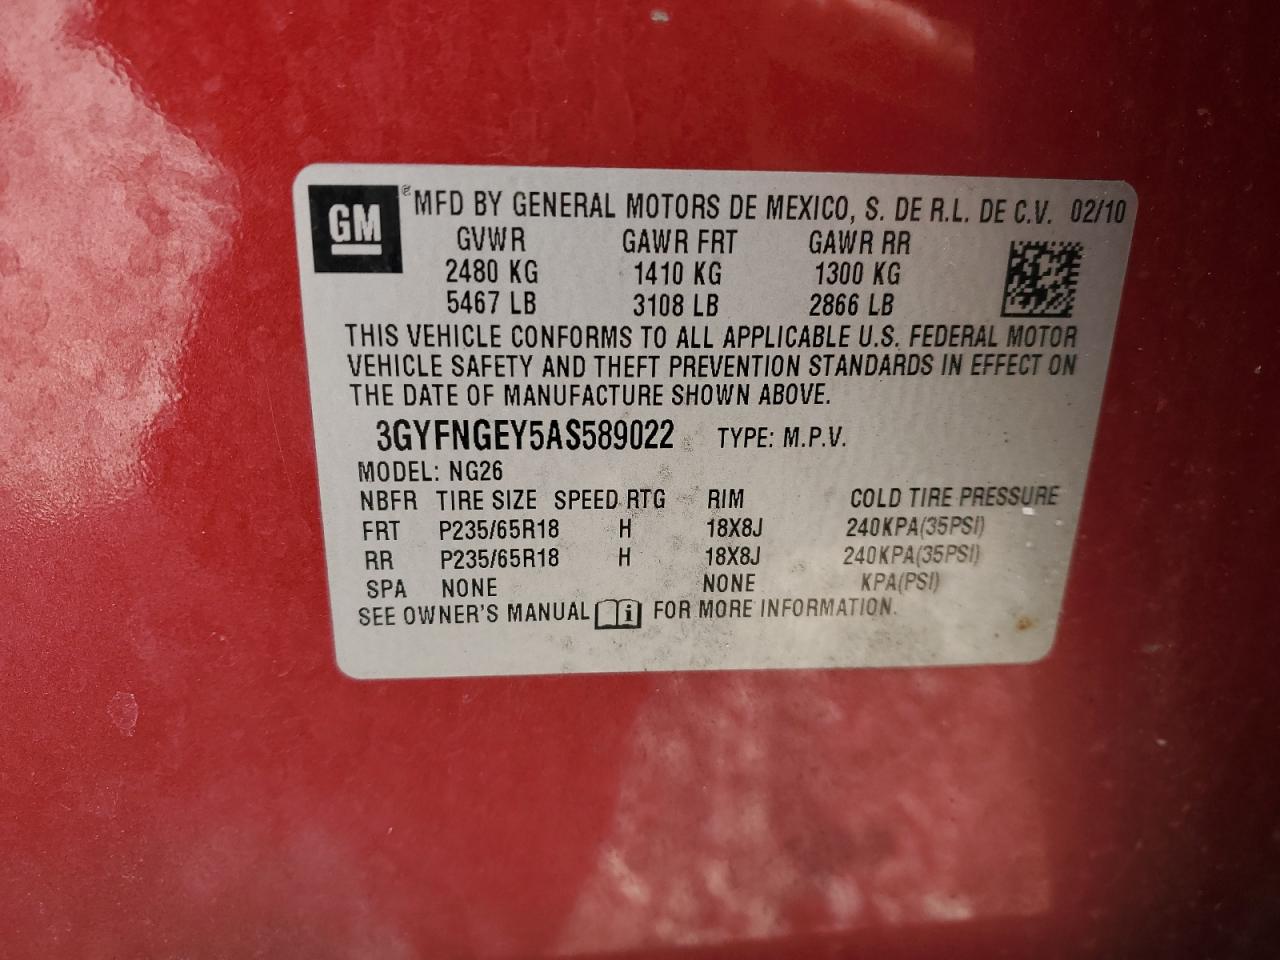 GM ® MFD BY GENERAL MOTORS DE MEXICO, S. DE R.L. DE C.V. 02/10
GVWR GAWR FRT GAWR RR
2480 KG 1410 KG 1300 KG
5467 LB 3108 LB 2866 LB
THIS VEHICLE CONFORMS TO ALL APPLICABLE U.S. FEDERAL MOTOR
VEHICLE SAFETY AND THEFT PREVENTION STANDARDS IN EFFECT ON
THE DATE OF MANUFACTURE SHOWN ABOVE.
3GYFNGEY5AS589022 TYPE: M.P.V.
MODEL: NG26
NBFR TIRE SIZE SPEED RTG RIM COLD TIRE PRESSURE
FRT P235/65R18 H 18X8J 240KPA(35PSI)
RR P235/65R18 H 18X8J 240KPA(35PSI)
SPA NONE NONE KPA(PSI)
SEE OWNER'S MANUAL i FOR MORE INFORMATION.